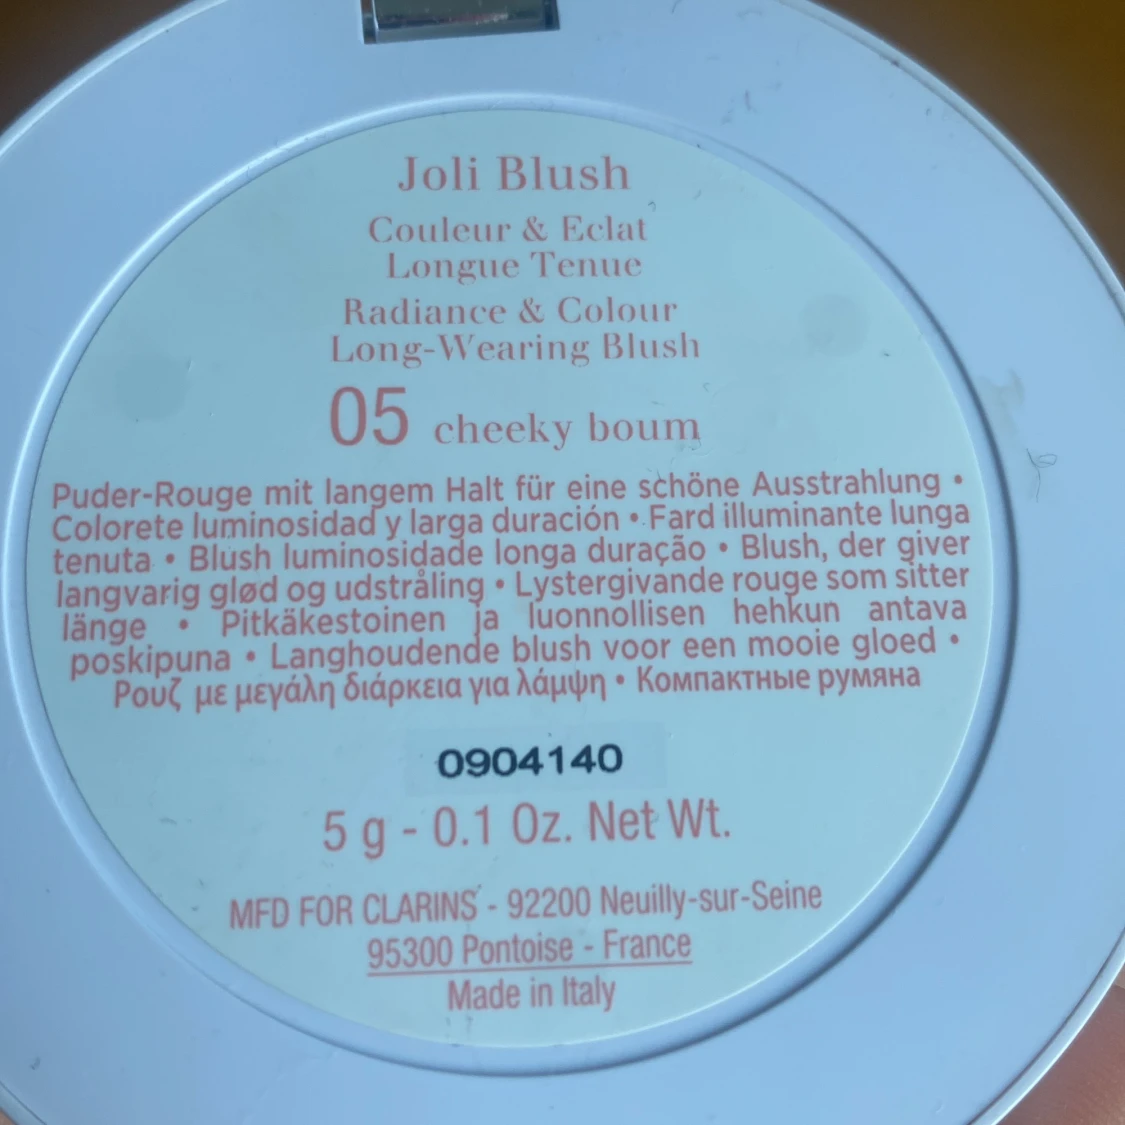 Joli Blush
Couleur & Eclat
Longue Tenue
Radiance & Colour
Long-Wearing Blush
05 cheeky boum
Puder-Rouge mit langem Halt für eine schöne Ausstrahlung •
Colorete luminosidad y larga duración • Fard illuminante lunga
tenuta • Blush luminosidade longa duração • Blush, der giver
langvarig glød og udstråling • Lystergivande rouge som sitter
länge • Pitkäkestoinen ja luonnollisen hehkun antava
poskipuna • Langhoudende blush voor een mooie gloed •
Ρουζ με μεγάλη διάρκεια για λάμψη • Компактные румяна
0904140
5 g - 0.1 Oz. Net Wt.
MFD FOR CLARINS - 92200 Neuilly-sur-Seine
95300 Pontoise - France
Made in Italy